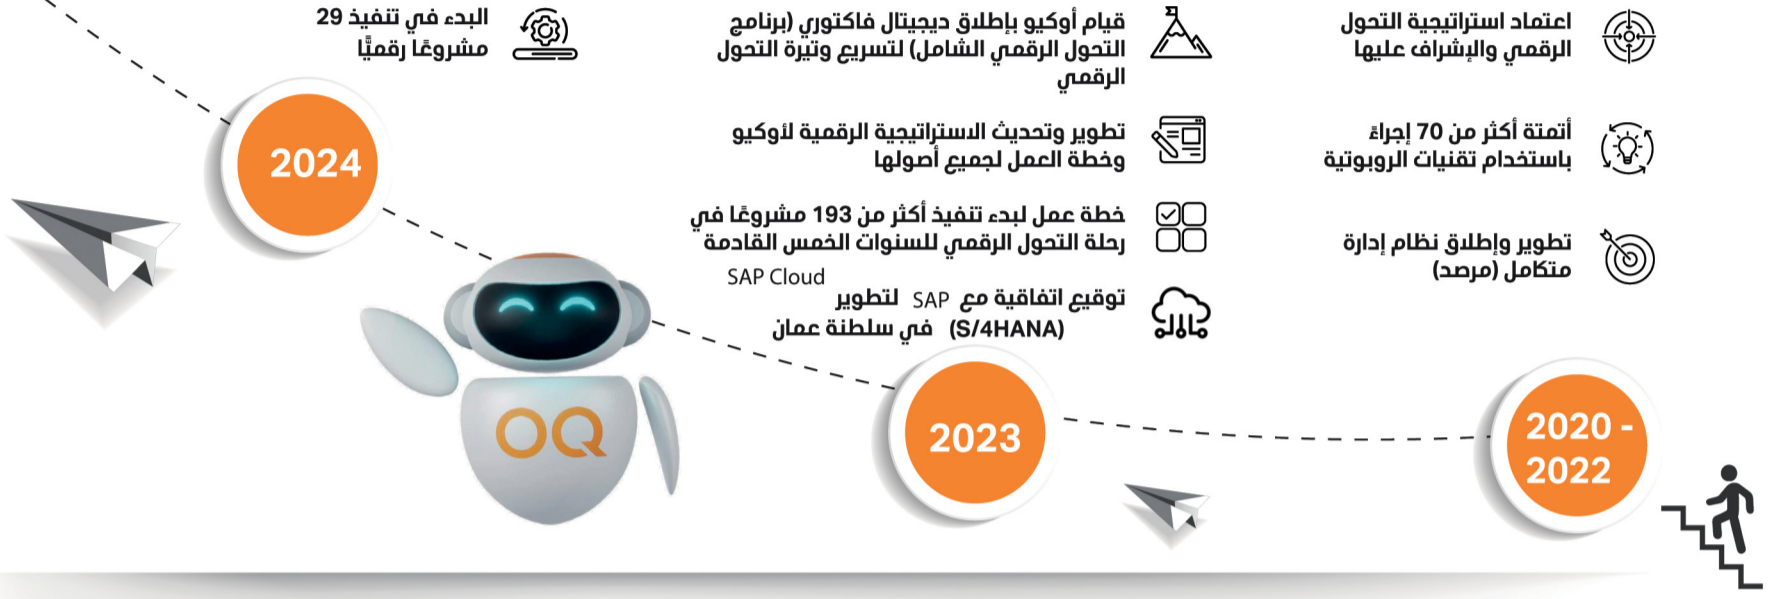 اعتماد استراتيجية التحول
الرقمي والإشراف عليها
أتمتة أكثر من 70 إجراءً
باستخدام تقنيات الروبوتية
تطوير وإطلاق نظام إدارة
متكامل (مرصد)
2020 -
2022
قيام أوكيو بإطلاق ديجيتال فاكتوري (برنامج
التحول الرقمي الشامل) لتسريع وتيرة التحول
الرقمي
تطوير وتحديث الاستراتيجية الرقمية لأوكيو
وخطة العمل لجميع أصولها
خطة عمل لبدء تنفيذ أكثر من 193 مشروعًا في
رحلة التحول الرقمي للسنوات الخمس القادمة
توقيع اتفاقية مع SAP لتطوير SAP Cloud
(S/4HANA) في سلطنة عمان
2023
البدء في تنفيذ 29
مشروعًا رقميًّا
2024
OQ